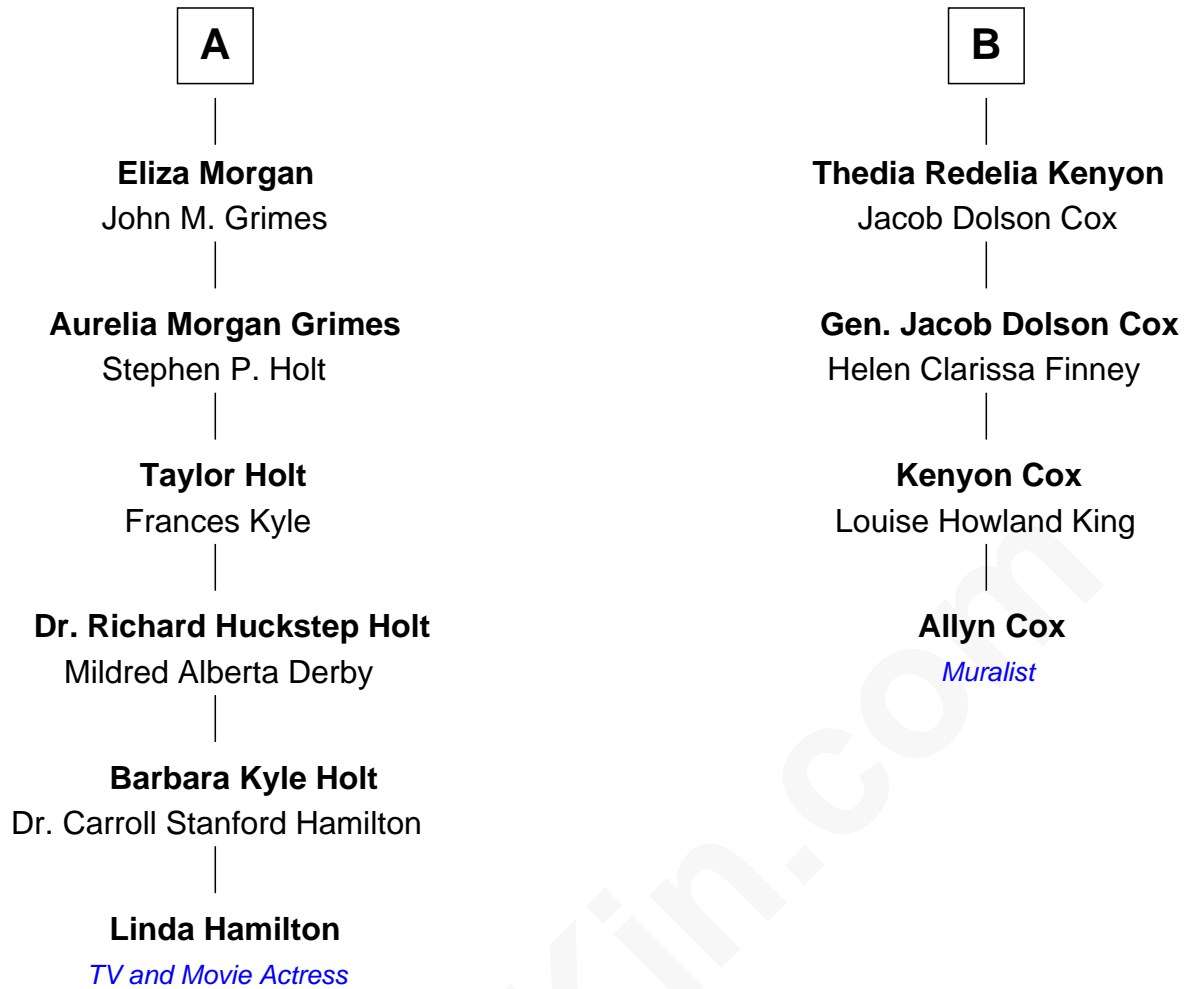 A
Eliza Morgan
John M. Grimes
Aurelia Morgan Grimes
Stephen P. Holt
Taylor Holt
Frances Kyle
Dr. Richard Huckstep Holt
Mildred Alberta Derby
Barbara Kyle Holt
Dr. Carroll Stanford Hamilton
Linda Hamilton
TV and Movie Actress
B
Thedia Redelia Kenyon
Jacob Dolson Cox
Gen. Jacob Dolson Cox
Helen Clarissa Finney
Kenyon Cox
Louise Howland King
Allyn Cox
Muralist
Kin.com